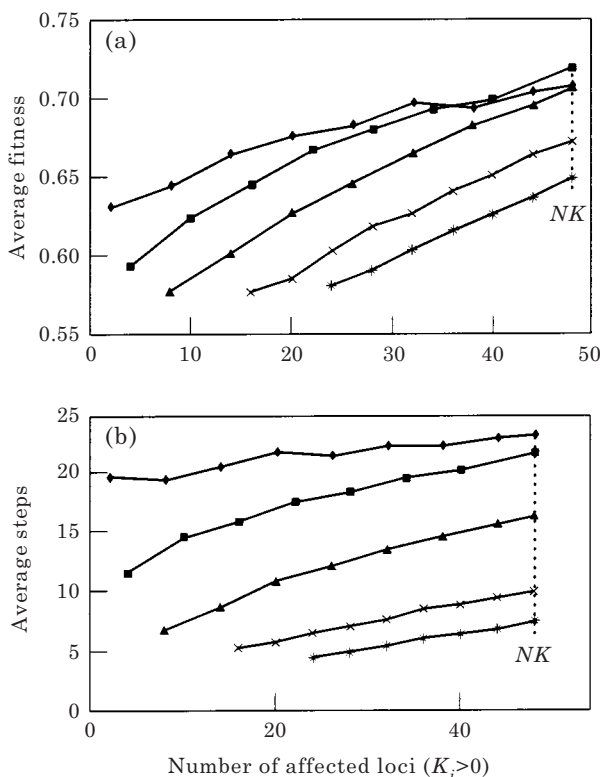 (a)
0.75
0.70
0.65
0.60
0.55
Average fitness
NK
0 10 20 30 40 50
(b)
25
20
15
10
5
0
Average steps
NK
0 20 40
Number of affected loci (K_i>0)